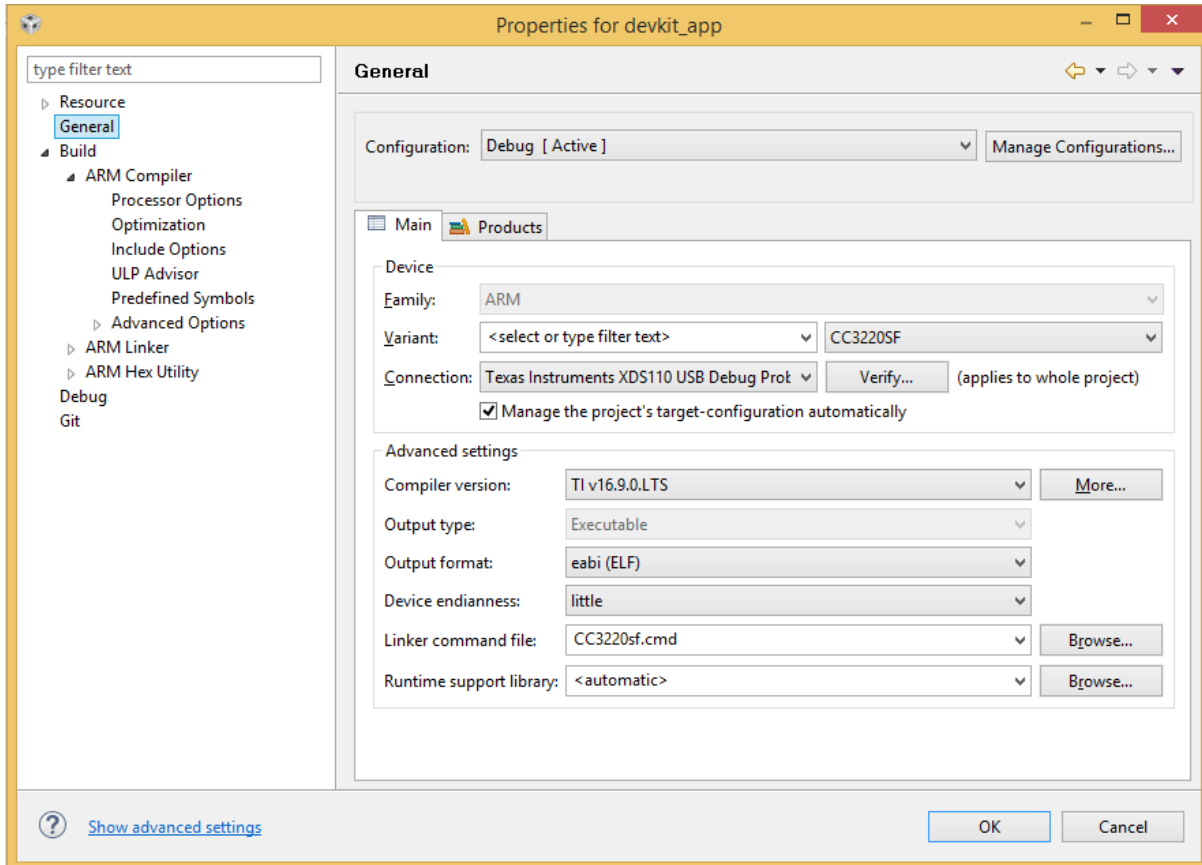 Properties for devkit_app
type filter text
Resource
General
Build
ARM Compiler
Processor Options
Optimization
Include Options
ULP Advisor
Predefined Symbols
Advanced Options
ARM Linker
ARM Hex Utility
Debug
Git
General
Configuration: Debug [ Active ] Manage Configurations...
Main Products
Device
Family: ARM
Variant: <select or type filter text> CC3220SF
Connection: Texas Instruments XDS110 USB Debug Prob Verify... (applies to whole project)
Manage the project's target-configuration automatically
Advanced settings
Compiler version: TI v16.9.0.LTS More...
Output type: Executable
Output format: eabi (ELF)
Device endianness: little
Linker command file: CC3220sf.cmd Browse...
Runtime support library: <automatic> Browse...
Show advanced settings OK Cancel